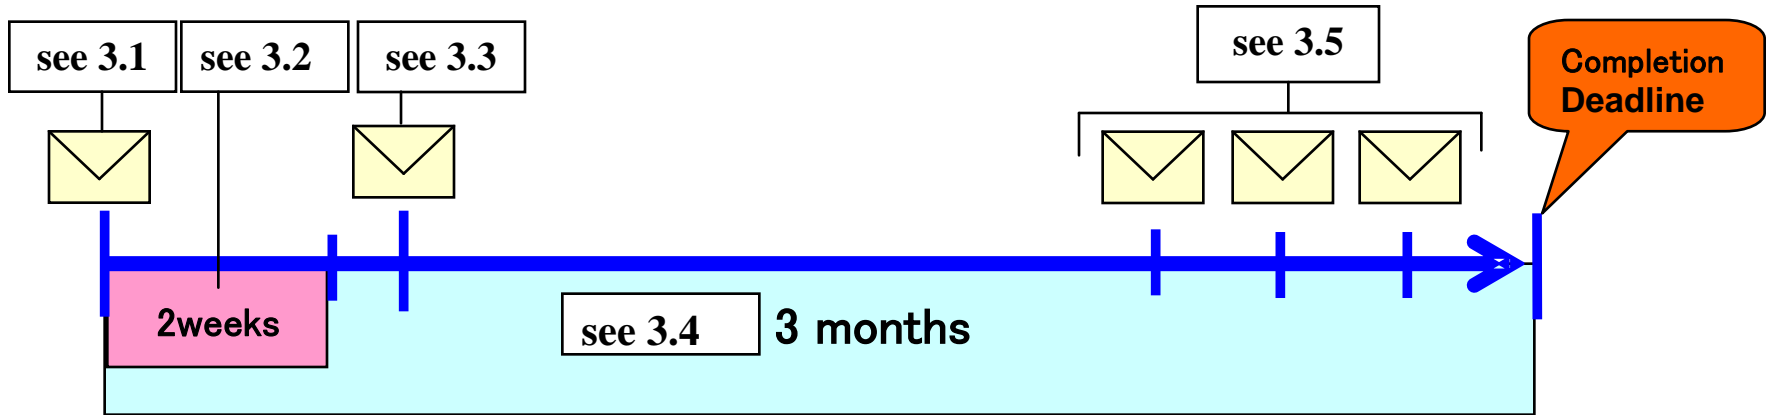 see 3.1
see 3.2
see 3.3
see 3.5
Completion
Deadline
2weeks
see 3.4
3 months